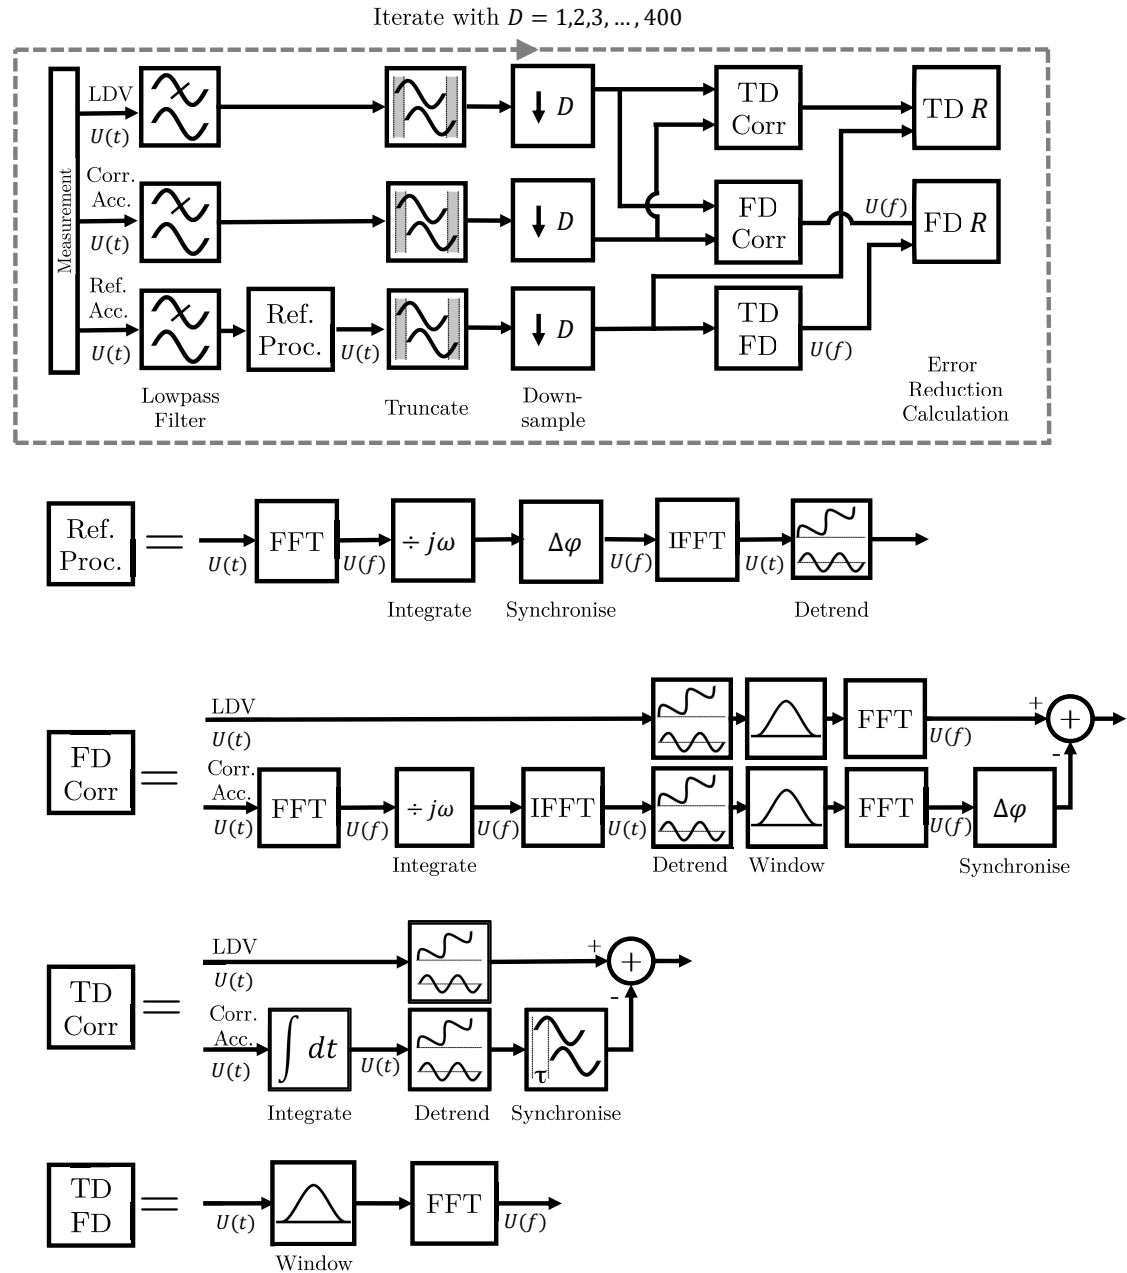 Iterate with D = 1,2,3, … , 400
Measurement
LDV
U(t)
Corr.
Acc.
U(t)
Ref.
Acc.
U(t)
Ref.
Proc.
U(t)
↓ D
↓ D
↓ D
TD
Corr
FD
Corr
TD
FD
U(f)
U(f)
TD R
FD R
Lowpass
Filter
Truncate
Down-
sample
Error
Reduction
Calculation
Ref.
Proc.
=
U(t)
FFT
U(f)
÷ jω
Δφ
U(f)
IFFT
U(t)
Integrate
Synchronise
Detrend
FD
Corr
=
LDV
U(t)
FFT
U(f)
+
+
-
Corr.
Acc.
U(t)
FFT
U(f)
÷ jω
U(f)
IFFT
U(t)
FFT
U(f)
Δφ
Integrate
Detrend
Window
Synchronise
TD
Corr
=
LDV
U(t)
+
+
-
Corr.
Acc.
U(t)
∫ dt
U(t)
τ
Integrate
Detrend
Synchronise
TD
FD
=
U(t)
FFT
U(f)
Window